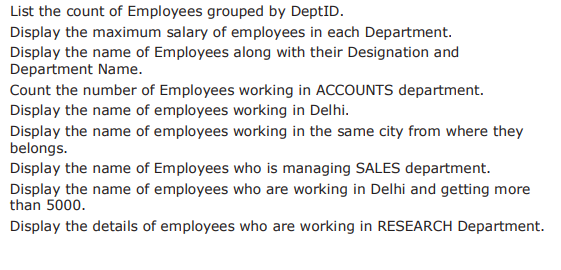 List the count of Employees grouped by DeptID.
Display the maximum salary of employees in each Department.
Display the name of Employees along with their Designation and
Department Name.
Count the number of Employees working in ACCOUNTS department.
Display the name of employees working in Delhi.
Display the name of employees working in the same city from where they
belongs.
Display the name of Employees who is managing SALES department.
Display the name of employees who are working in Delhi and getting more
than 5000.
Display the details of employees who are working in RESEARCH Department.